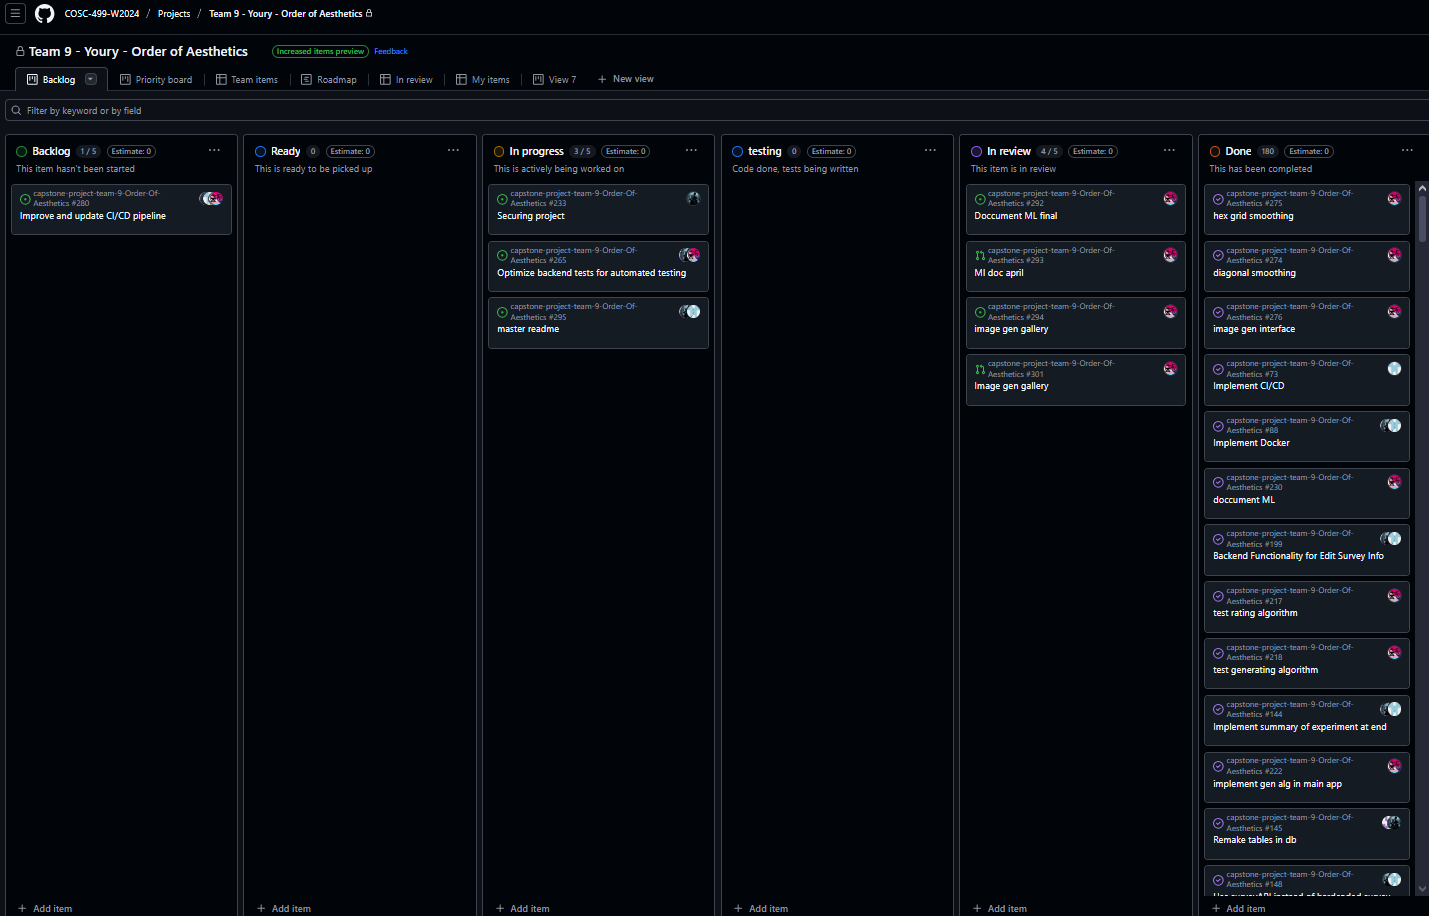 COSC-499-W2024 / Projects / Team 9 - Youry - Order of Aesthetics
Team 9 - Youry - Order of Aesthetics Increased items preview Feedback
Backlog Priority board Team items Roadmap In review My items View 7 + New view
Filter by keyword or by field
Backlog 1 / 5 Estimate: 0 ...
This item hasn't been started
capstone-project-team-9-Order-Of-
Aesthetics #280
Improve and update CI/CD pipeline
+ Add item
Ready 0 Estimate: 0 ...
This is ready to be picked up
+ Add item
In progress 3 / 5 Estimate: 0 ...
This is actively being worked on
capstone-project-team-9-Order-Of-
Aesthetics #233
Securing project
capstone-project-team-9-Order-Of-
Aesthetics #265
Optimize backend tests for automated testing
capstone-project-team-9-Order-Of-
Aesthetics #295
master readme
+ Add item
testing 0 Estimate: 0 ...
Code done, tests being written
+ Add item
In review 4 / 5 Estimate: 0 ...
This item is in review
capstone-project-team-9-Order-Of-
Aesthetics #292
Doccument ML final
capstone-project-team-9-Order-Of-
Aesthetics #293
Ml doc april
capstone-project-team-9-Order-Of-
Aesthetics #294
image gen gallery
capstone-project-team-9-Order-Of-
Aesthetics #301
Image gen gallery
+ Add item
Done 180 Estimate: 0 ...
This has been completed
capstone-project-team-9-Order-Of-
Aesthetics #275
hex grid smoothing
capstone-project-team-9-Order-Of-
Aesthetics #274
diagonal smoothing
capstone-project-team-9-Order-Of-
Aesthetics #276
image gen interface
capstone-project-team-9-Order-Of-
Aesthetics #73
Implement CI/CD
capstone-project-team-9-Order-Of-
Aesthetics #88
Implement Docker
capstone-project-team-9-Order-Of-
Aesthetics #230
doccument ML
capstone-project-team-9-Order-Of-
Aesthetics #199
Backend Functionality for Edit Survey Info
capstone-project-team-9-Order-Of-
Aesthetics #217
test rating algorithm
capstone-project-team-9-Order-Of-
Aesthetics #218
test generating algorithm
capstone-project-team-9-Order-Of-
Aesthetics #144
Implement summary of experiment at end
capstone-project-team-9-Order-Of-
Aesthetics #222
implement gen alg in main app
capstone-project-team-9-Order-Of-
Aesthetics #145
Remake tables in db
capstone-project-team-9-Order-Of-
Aesthetics #148
+ Add item